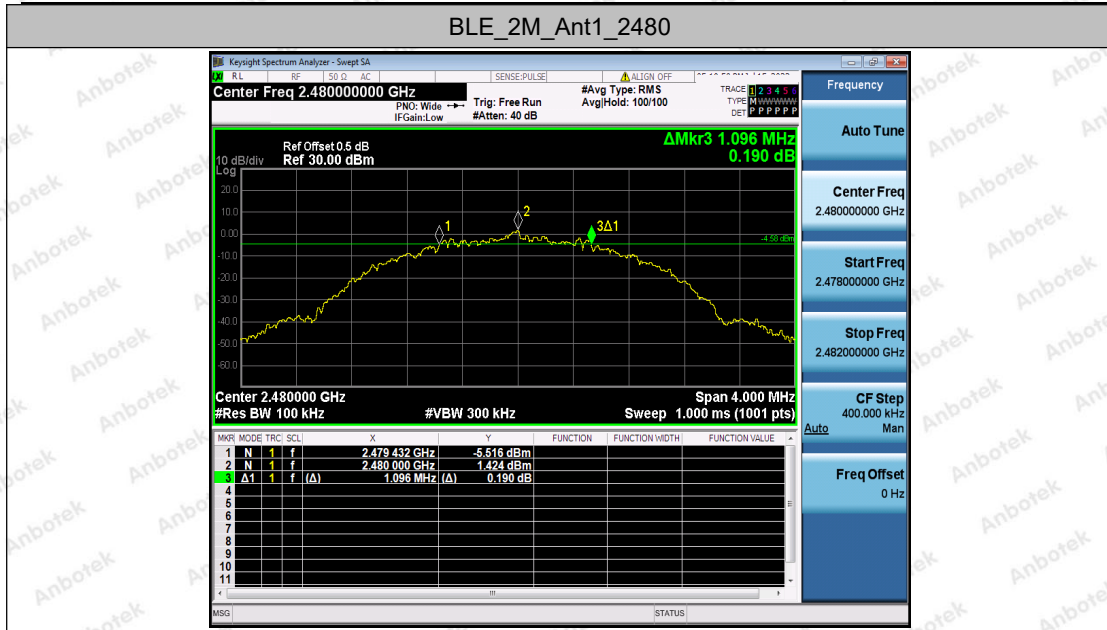 BLE_2M_Ant1_2480
Keysight Spectrum Analyzer - Swept SA
RL RF 50 Ω AC SENSE:PULSE ALIGN OFF
Center Freq 2.480000000 GHz
PNO: Wide
IFGain:Low
Trig: Free Run
#Atten: 40 dB
#Avg Type: RMS
Avg|Hold: 100/100
TRACE 1 2 3 4 5 6
TYPE M WWWWW
DET P P P P P P
Ref Offset 0.5 dB
Ref 30.00 dBm
10 dB/div
Log
ΔMkr3 1.096 MHz
0.190 dB
20.0
10.0
0.00
-10.0
-20.0
-30.0
-40.0
-50.0
-60.0
1
2
3Δ1
-4.58 dBm
Center 2.480000 GHz
Span 4.000 MHz
#Res BW 100 kHz #VBW 300 kHz Sweep 1.000 ms (1001 pts)
MKR MODE TRC SCL X Y FUNCTION FUNCTION WIDTH FUNCTION VALUE
1 N 1 f 2.479 432 GHz -5.516 dBm
2 N 1 f 2.480 000 GHz 1.424 dBm
3 Δ1 1 f (Δ) 1.096 MHz (Δ) 0.190 dB
4
5
6
7
8
9
10
11
MSG STATUS
Frequency
Auto Tune
Center Freq
2.480000000 GHz
Start Freq
2.478000000 GHz
Stop Freq
2.482000000 GHz
CF Step
400.000 kHz
Auto Man
Freq Offset
0 Hz
Anbotek